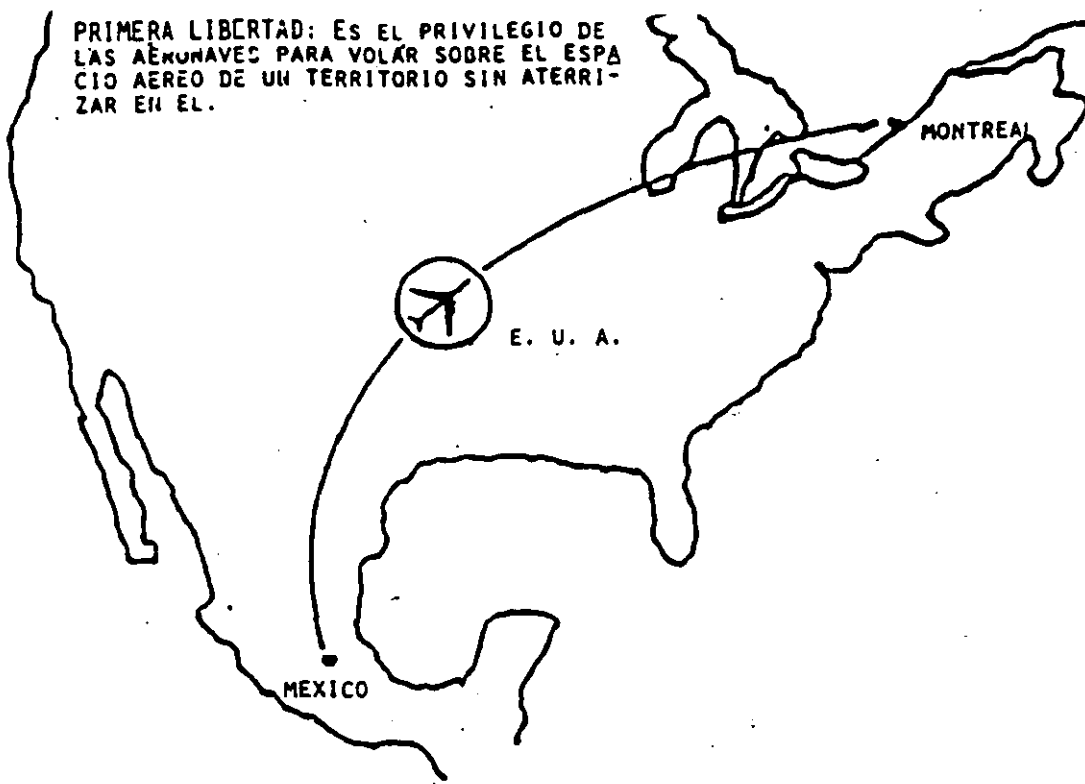 PRIMERA LIBERTAD: ES EL PRIVILEGIO DE
LAS AERONAVES PARA VOLAR SOBRE EL ESPA
CIO AEREO DE UN TERRITORIO SIN ATERRI-
ZAR EN EL.
MONTREAL
E. U. A.
MEXICO